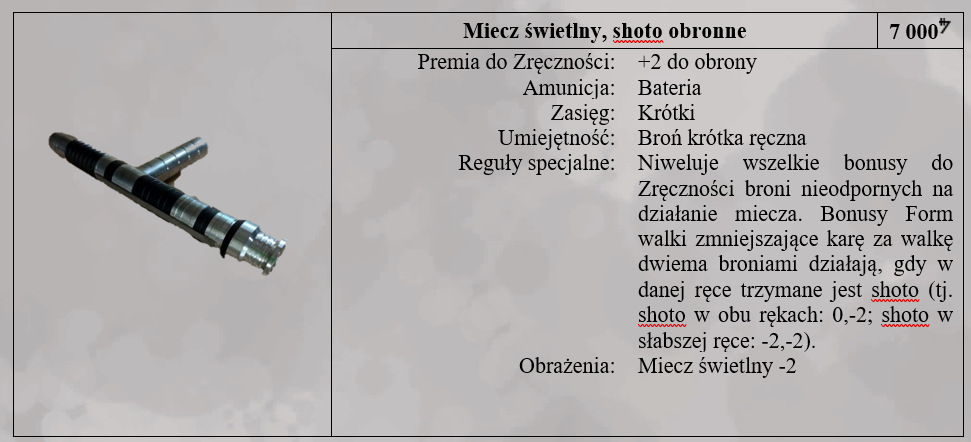 Miecz świetlny, shoto obronne 7 000
Premia do Zręczności: +2 do obrony
Amunicja: Bateria
Zasięg: Krótki
Umiejętność: Broń krótka ręczna
Reguły specjalne: Niweluje wszelkie bonusy do
Zręczności broni nieodpornych na
działanie miecza. Bonusy Form
walki zmniejszające karę za walkę
dwiema broniami działają, gdy w
danej ręce trzymane jest shoto (tj.
shoto w obu rękach: 0,-2; shoto w
słabszej ręce: -2,-2).
Obrażenia: Miecz świetlny -2